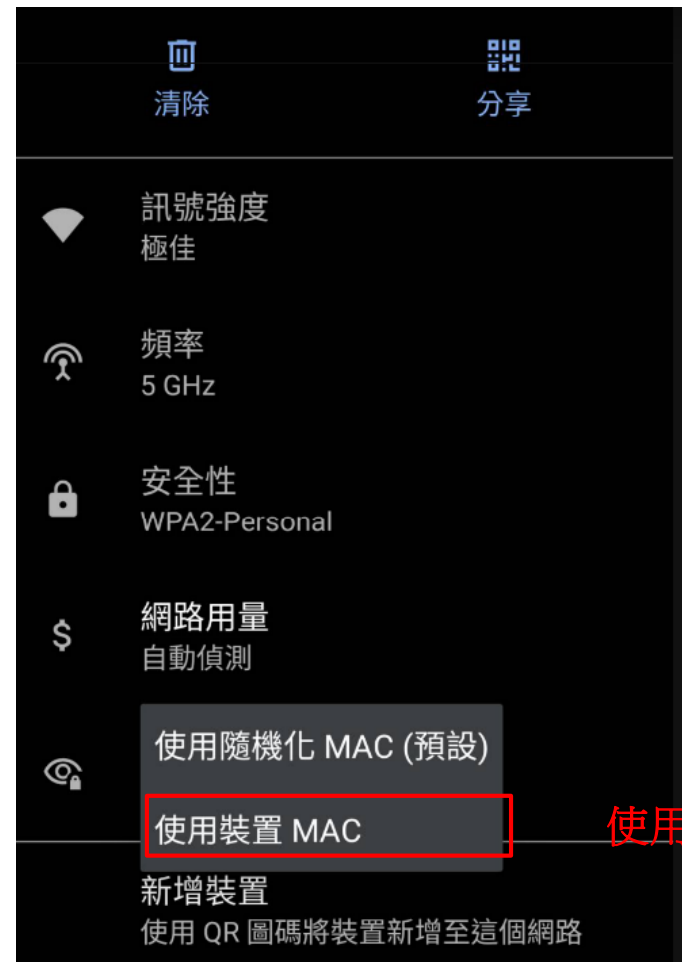 清除
分享
訊號強度
極佳
頻率
5 GHz
安全性
WPA2-Personal
網路用量
自動偵測
使用隨機化 MAC (預設)
使用裝置 MAC
使用
新增裝置
使用 QR 圖碼將裝置新增至這個網路